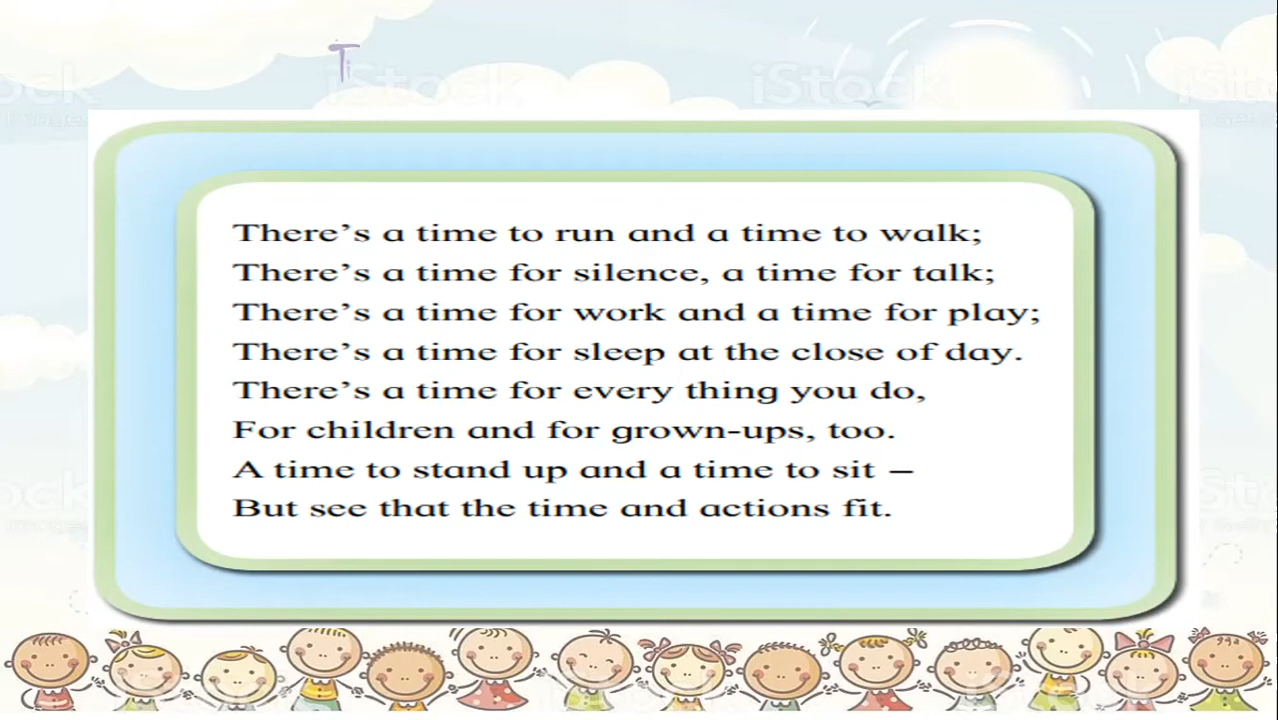 Ti
iStock
iStock
There's a time to run and a time to walk;
There's a time for silence, a time for talk;
There's a time for work and a time for play;
There's a time for sleep at the close of day.
There's a time for every thing you do,
For children and for grown-ups, too.
A time to stand up and a time to sit –
But see that the time and actions fit.